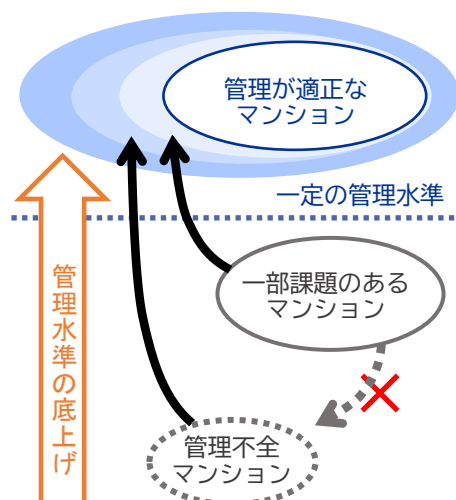 管理が適正な
マンション
一定の管理水準
一部課題のある
マンション
管理水準の底上げ
管理不全
マンション